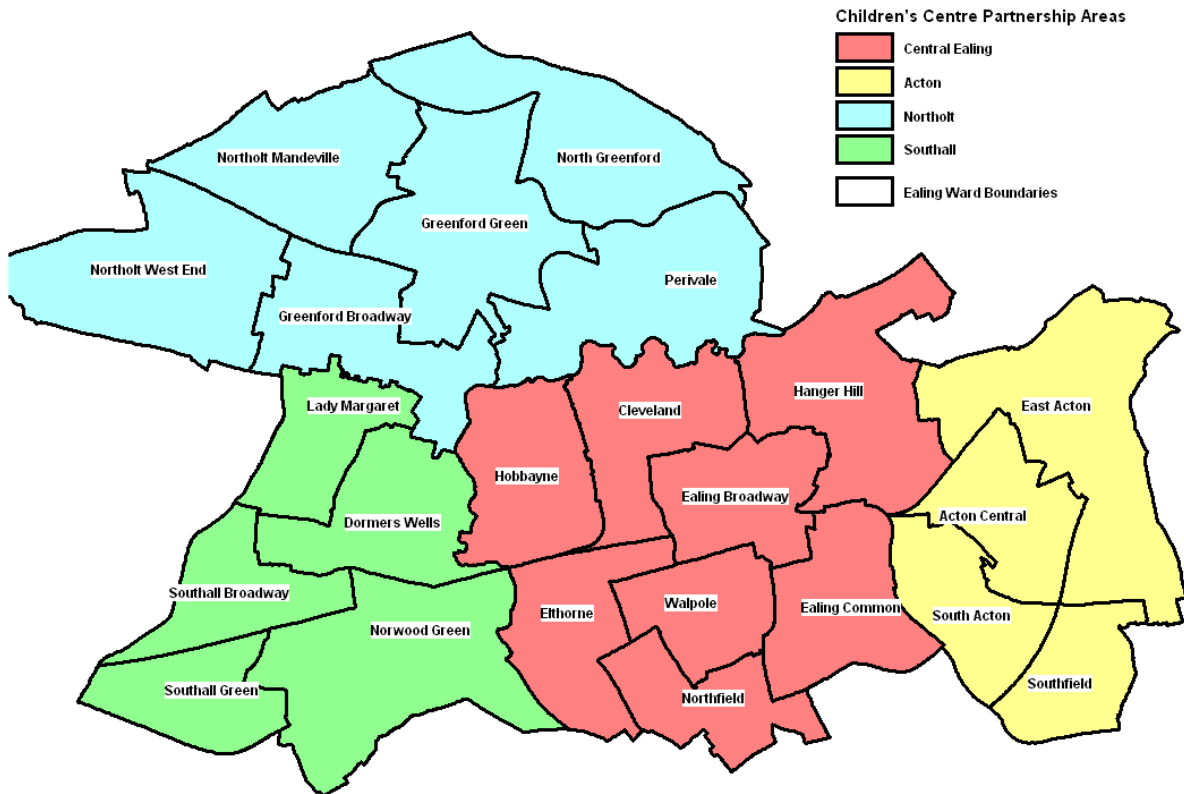 Children's Centre Partnership Areas
Central Ealing
Acton
Northolt
Southall
Ealing Ward Boundaries
Northolt Mandeville
North Greenford
Greenford Green
Northolt West End
Perivale
Greenford Broadway
Hanger Hill
Lady Margaret
Cleveland
East Acton
Hobbayne
Ealing Broadway
Acton Central
Dormers Wells
Southall Broadway
Elthorne
Walpole
Ealing Common
South Acton
Norwood Green
Southall Green
Northfield
Southfield